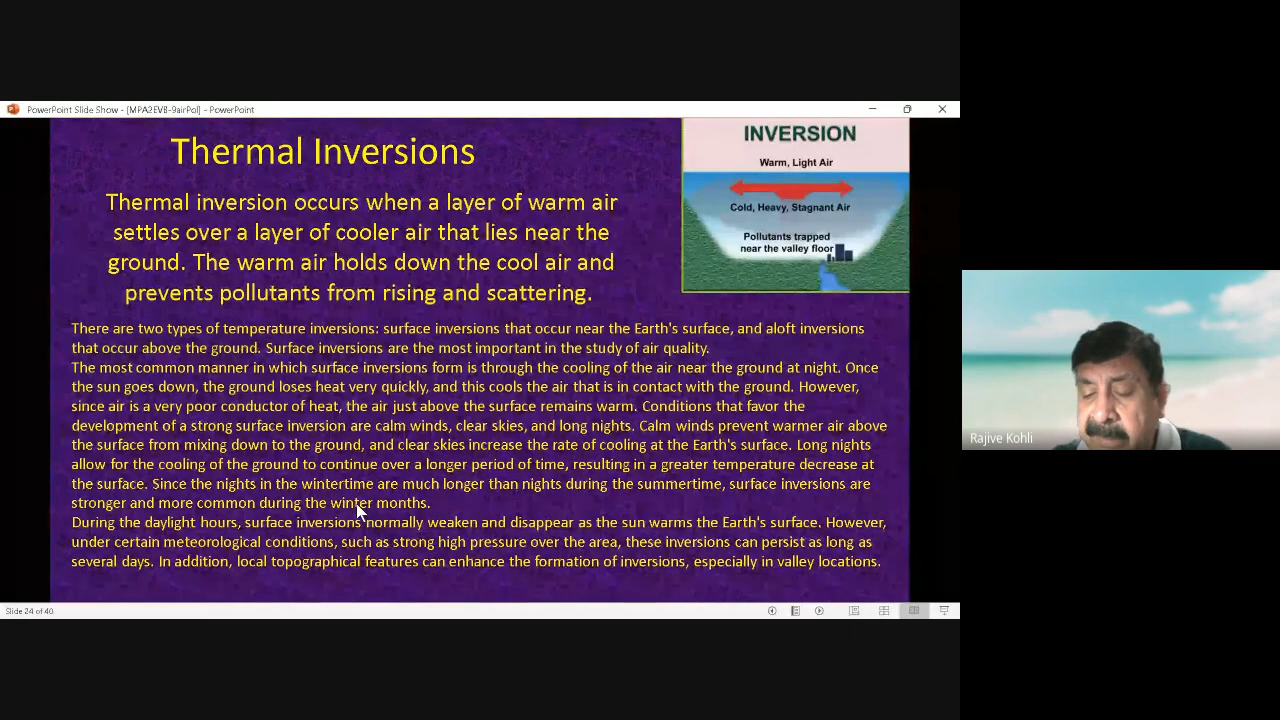 PowerPoint Slide Show - [MPA2EVB-9airPol] - PowerPoint
Thermal Inversions
Thermal inversion occurs when a layer of warm air
settles over a layer of cooler air that lies near the
ground. The warm air holds down the cool air and
prevents pollutants from rising and scattering.
INVERSION
Warm, Light Air
Cold, Heavy, Stagnant Air
Pollutants trapped
near the valley floor
There are two types of temperature inversions: surface inversions that occur near the Earth's surface, and aloft inversions
that occur above the ground. Surface inversions are the most important in the study of air quality.
The most common manner in which surface inversions form is through the cooling of the air near the ground at night. Once
the sun goes down, the ground loses heat very quickly, and this cools the air that is in contact with the ground. However,
since air is a very poor conductor of heat, the air just above the surface remains warm. Conditions that favor the
development of a strong surface inversion are calm winds, clear skies, and long nights. Calm winds prevent warmer air above
the surface from mixing down to the ground, and clear skies increase the rate of cooling at the Earth's surface. Long nights
allow for the cooling of the ground to continue over a longer period of time, resulting in a greater temperature decrease at
the surface. Since the nights in the wintertime are much longer than nights during the summertime, surface inversions are
stronger and more common during the winter months.
During the daylight hours, surface inversions normally weaken and disappear as the sun warms the Earth's surface. However,
under certain meteorological conditions, such as strong high pressure over the area, these inversions can persist as long as
several days. In addition, local topographical features can enhance the formation of inversions, especially in valley locations.
Slide 24 of 40
Rajive Kohli